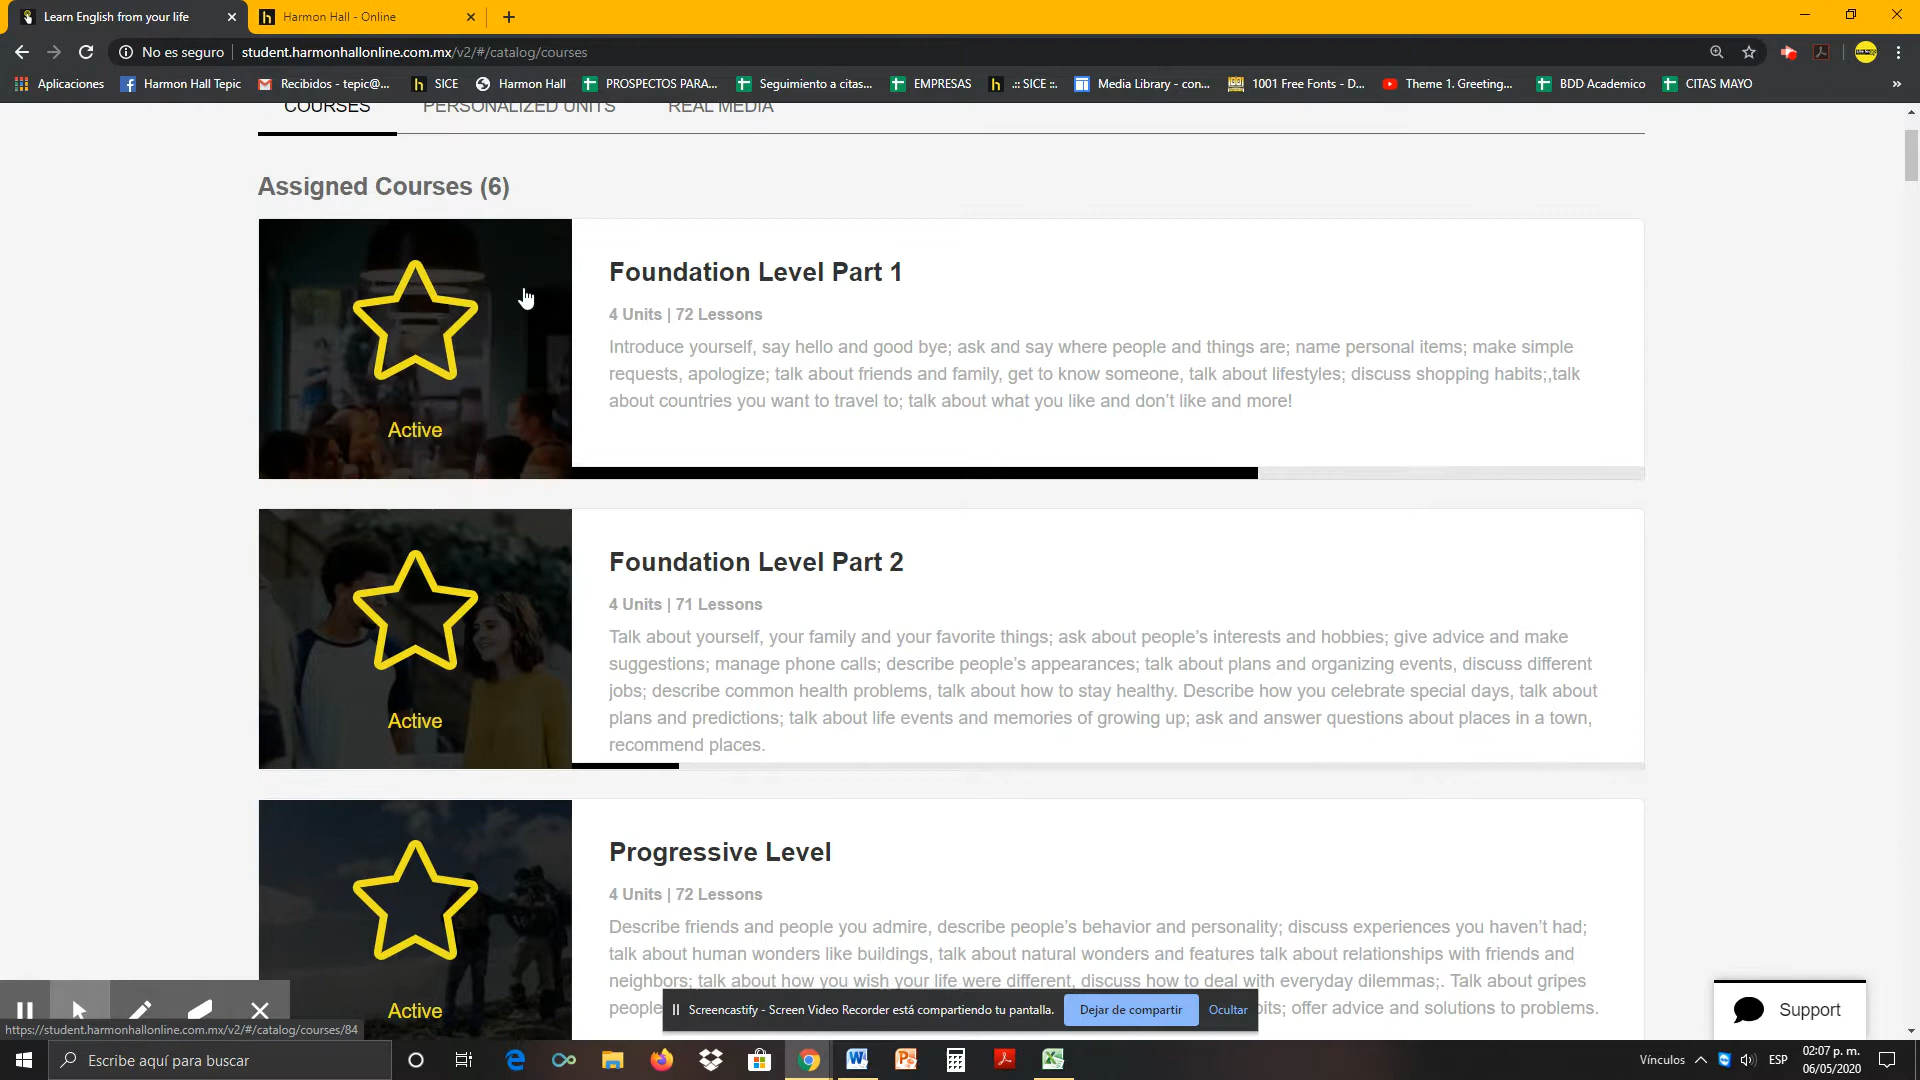 Learn English from your life
Harmon Hall - Online
No es seguro
student.harmonhallonline.com.mx/v2/#/catalog/courses
Aplicaciones
Harmon Hall Tepic
Recibidos - tepic@...
SICE
Harmon Hall
PROSPECTOS PARA...
Seguimiento a citas...
EMPRESAS
.:: SICE ::.
Media Library - con...
1001 Free Fonts - D...
Theme 1. Greeting...
BDD Academico
CITAS MAYO
»
COURSES
PERSONALIZED UNITS
REAL MEDIA
Assigned Courses (6)
Active
Foundation Level Part 1
4 Units | 72 Lessons
Introduce yourself, say hello and good bye; ask and say where people and things are; name personal items; make simple
requests, apologize; talk about friends and family, get to know someone, talk about lifestyles; discuss shopping habits;,talk
about countries you want to travel to; talk about what you like and don't like and more!
Active
Foundation Level Part 2
4 Units | 71 Lessons
Talk about yourself, your family and your favorite things; ask about people's interests and hobbies; give advice and make
suggestions; manage phone calls; describe people's appearances; talk about plans and organizing events, discuss different
jobs; describe common health problems, talk about how to stay healthy. Describe how you celebrate special days, talk about
plans and predictions; talk about life events and memories of growing up; ask and answer questions about places in a town,
recommend places.
Active
Progressive Level
4 Units | 72 Lessons
Describe friends and people you admire, describe people's behavior and personality; discuss experiences you haven't had;
talk about human wonders like buildings, talk about natural wonders and features talk about relationships with friends and
neighbors; talk about how you wish your life were different, discuss how to deal with everyday dilemmas;. Talk about gripes
people bits; offer advice and solutions to problems.
Screencastify - Screen Video Recorder está compartiendo tu pantalla.
Dejar de compartir
Ocultar
Support
https://student.harmonhallonline.com.mx/v2/#/catalog/courses/84
Escribe aquí para buscar
Vínculos
ESP
02:07 p. m.
06/05/2020